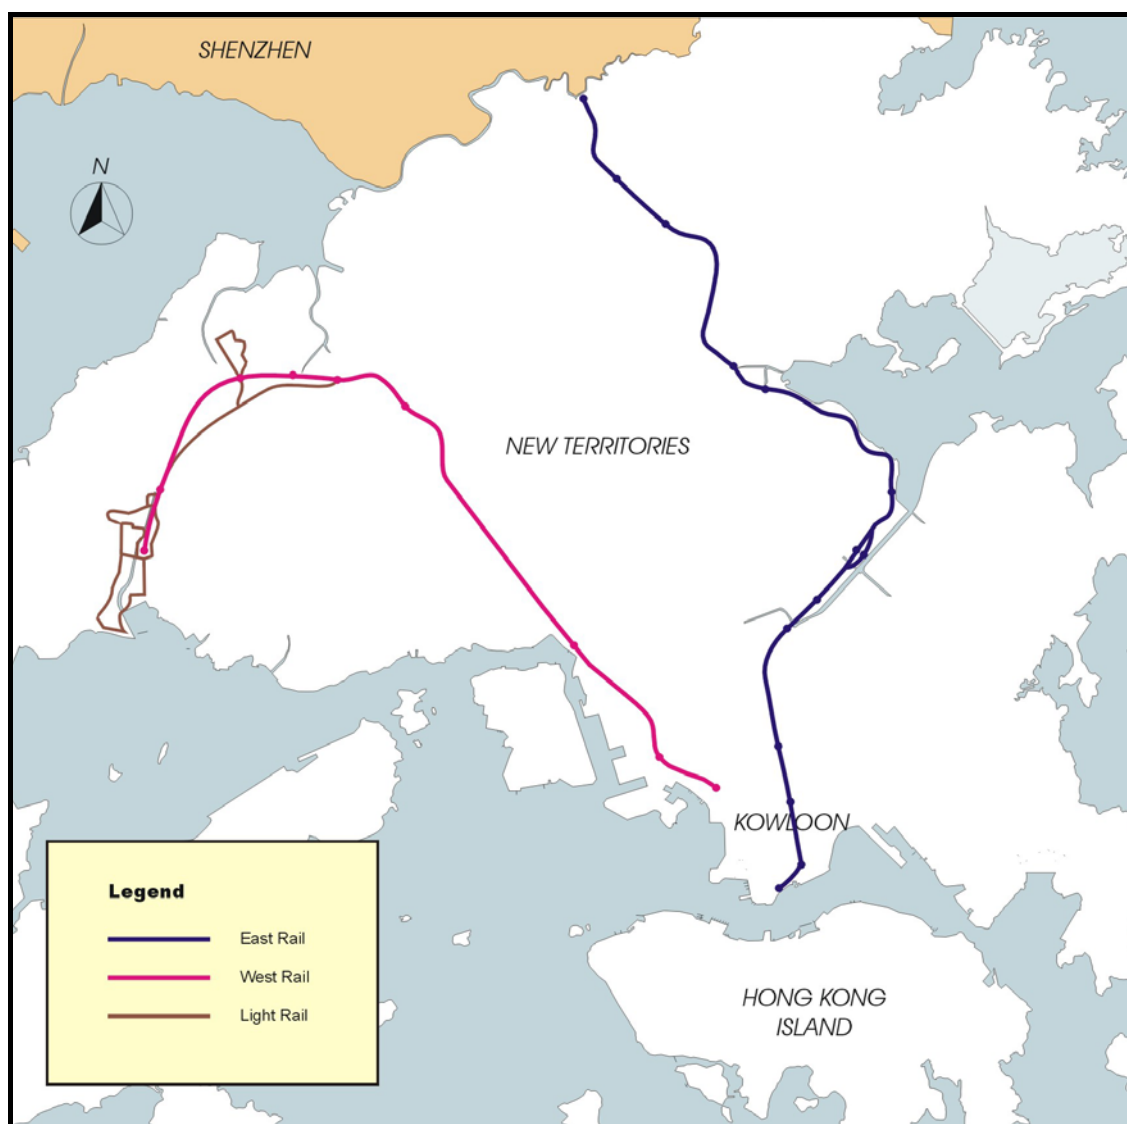 SHENZHEN
N
NEW TERRITORIES
KOWLOON
HONG KONG
ISLAND
Legend
East Rail
West Rail
Light Rail